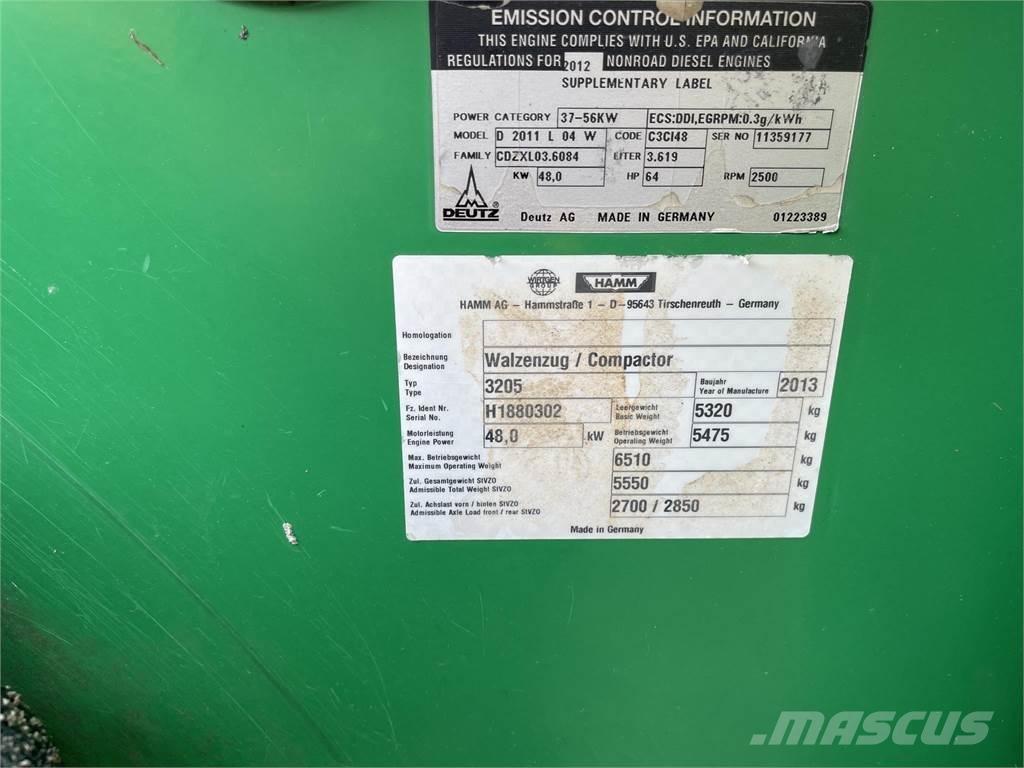 EMISSION CONTROL INFORMATION
THIS ENGINE COMPLIES WITH U.S. EPA AND CALIFORNIA
REGULATIONS FOR 2012 NONROAD DIESEL ENGINES
SUPPLEMENTARY LABEL
POWER CATEGORY 37-56KW ECS:DDI,EGRPM:0.3g/kWh
MODEL D 2011 L 04 W CODE C3CI48 SER NO 11359177
FAMILY CDZXL03.6084 LITER 3.619
KW 48,0 HP 64 RPM 2500
DEUTZ ® Deutz AG MADE IN GERMANY 01223389
WIRTGEN GROUP HAMM
HAMM AG – Hammstraße 1 – D–95643 Tirschenreuth – Germany
Homologation
Bezeichnung
Designation Walzenzug / Compactor
Typ
Type 3205 Baujahr
Year of Manufacture 2013
Fz. Ident Nr.
Serial No. H1880302 Leergewicht
Basic Weight 5320 kg
Motorleistung
Engine Power 48,0 kW Betriebsgewicht
Operating Weight 5475 kg
Max. Betriebsgewicht
Maximum Operating Weight 6510 kg
Zul. Gesamtgewicht StVZO
Admissible Total Weight StVZO 5550 kg
Zul. Achslast vorn / hinten StVZO
Admissible Axle Load front / rear StVZO 2700 / 2850 kg
Made in Germany
MASCUS